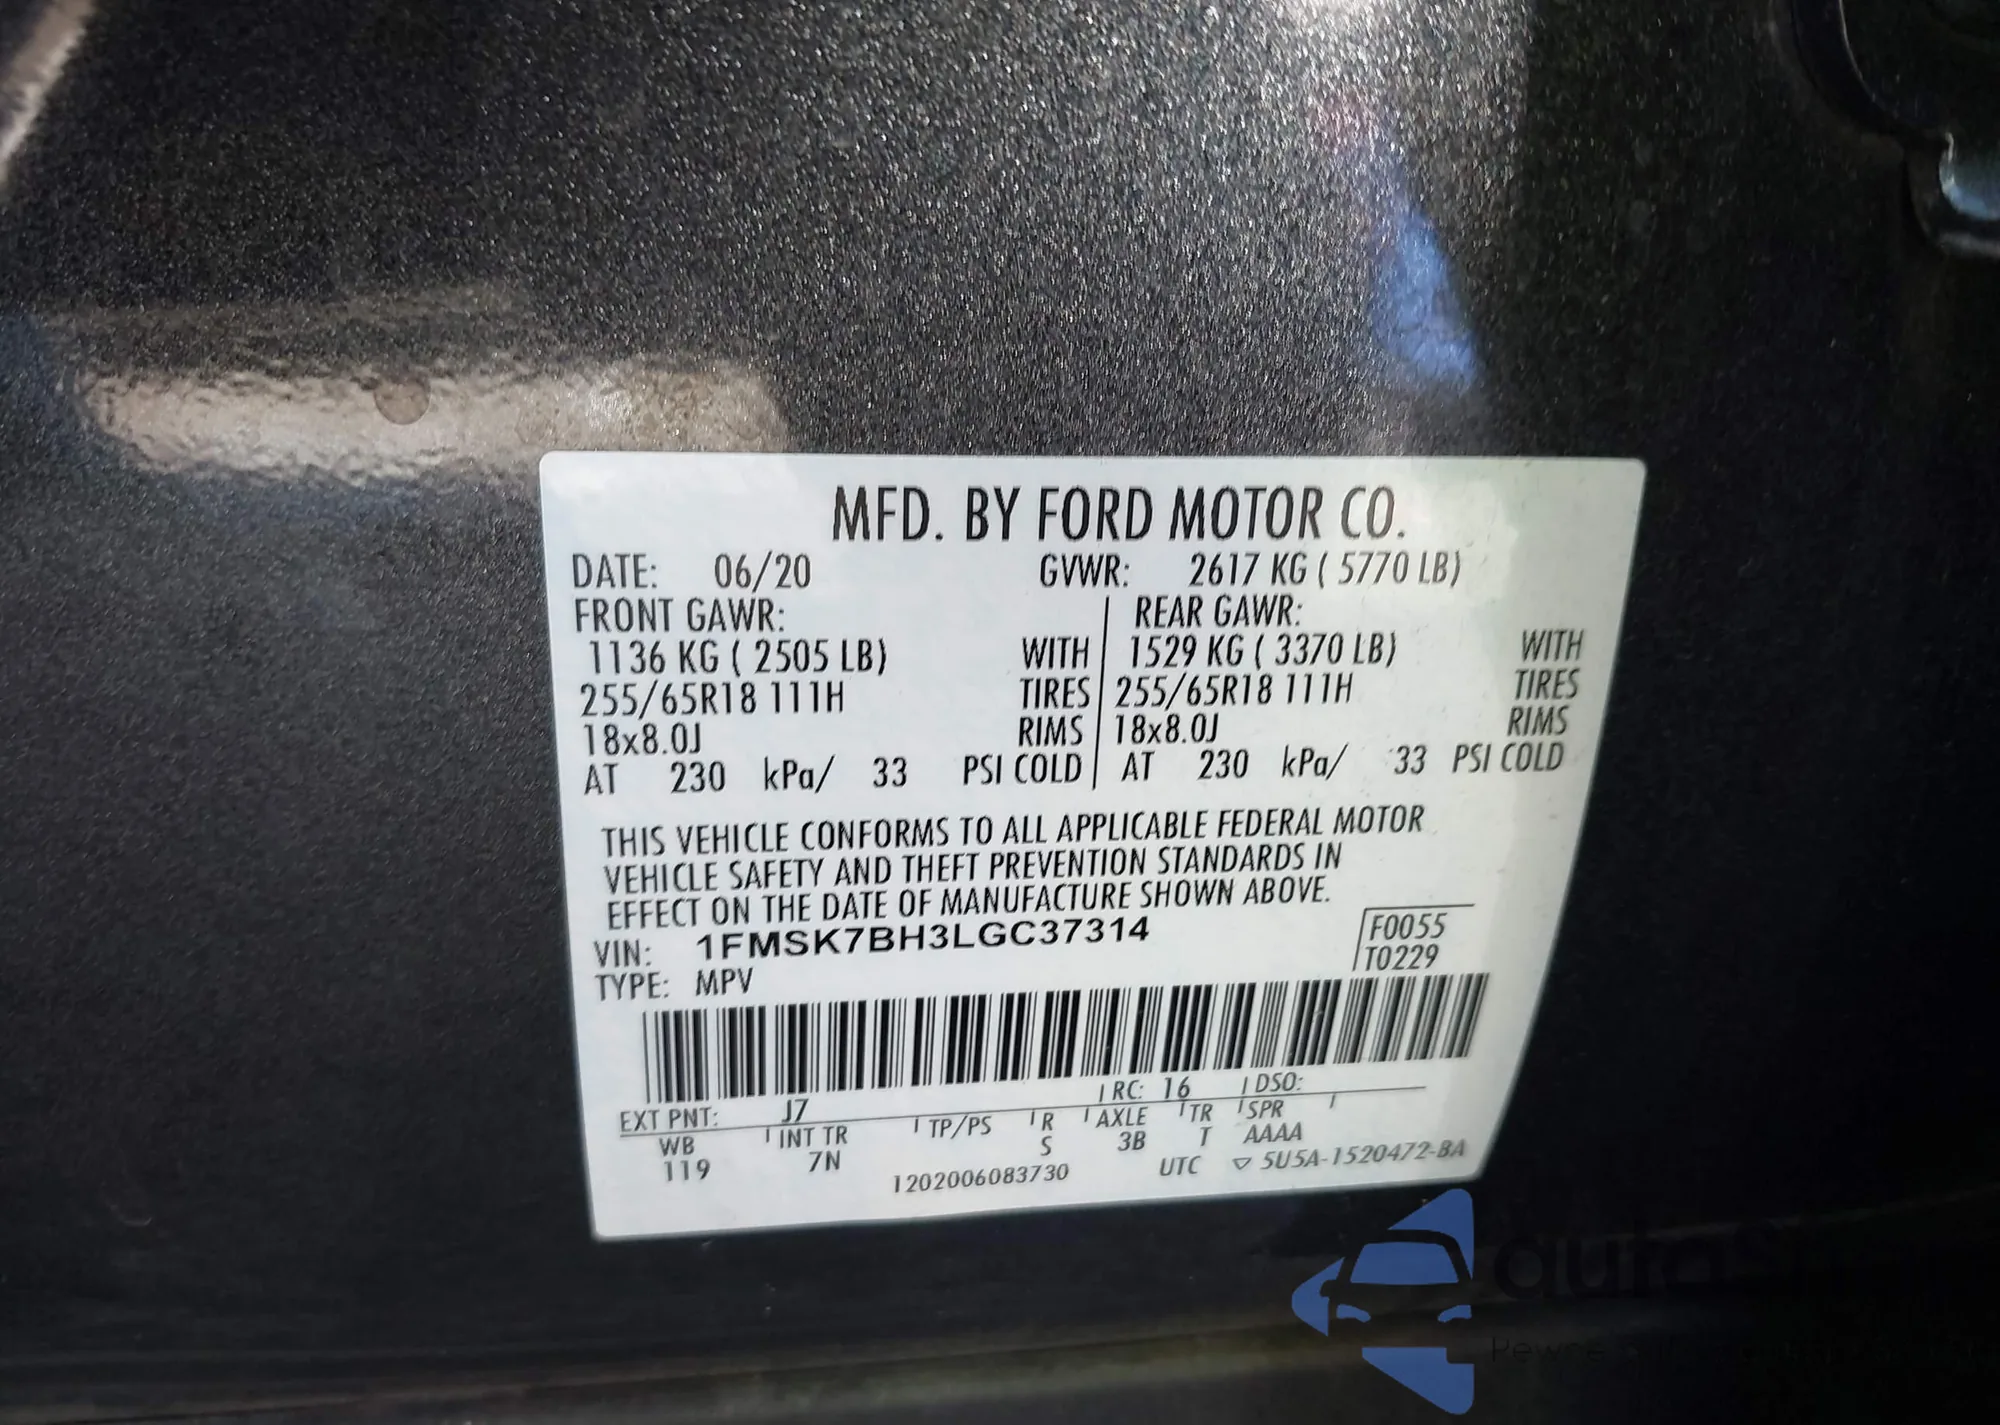 MFD. BY FORD MOTOR CO.
DATE: 06/20 GVWR: 2617 KG ( 5770 LB)
FRONT GAWR: REAR GAWR:
1136 KG ( 2505 LB) WITH 1529 KG ( 3370 LB) WITH
255/65R18 111H TIRES 255/65R18 111H TIRES
18x8.0J RIMS 18x8.0J RIMS
AT 230 kPa/ 33 PSI COLD AT 230 kPa/ 33 PSI COLD
THIS VEHICLE CONFORMS TO ALL APPLICABLE FEDERAL MOTOR
VEHICLE SAFETY AND THEFT PREVENTION STANDARDS IN
EFFECT ON THE DATE OF MANUFACTURE SHOWN ABOVE.
VIN: 1FMSK7BH3LGC37314 F0055
TYPE: MPV T0229
EXT PNT: J7 RC: 16 DSO:
WB INT TR TP/PS R AXLE TR SPR
119 7N S 3B T AAAA
1202006083730 UTC ▽ 5U5A-1520472-BA